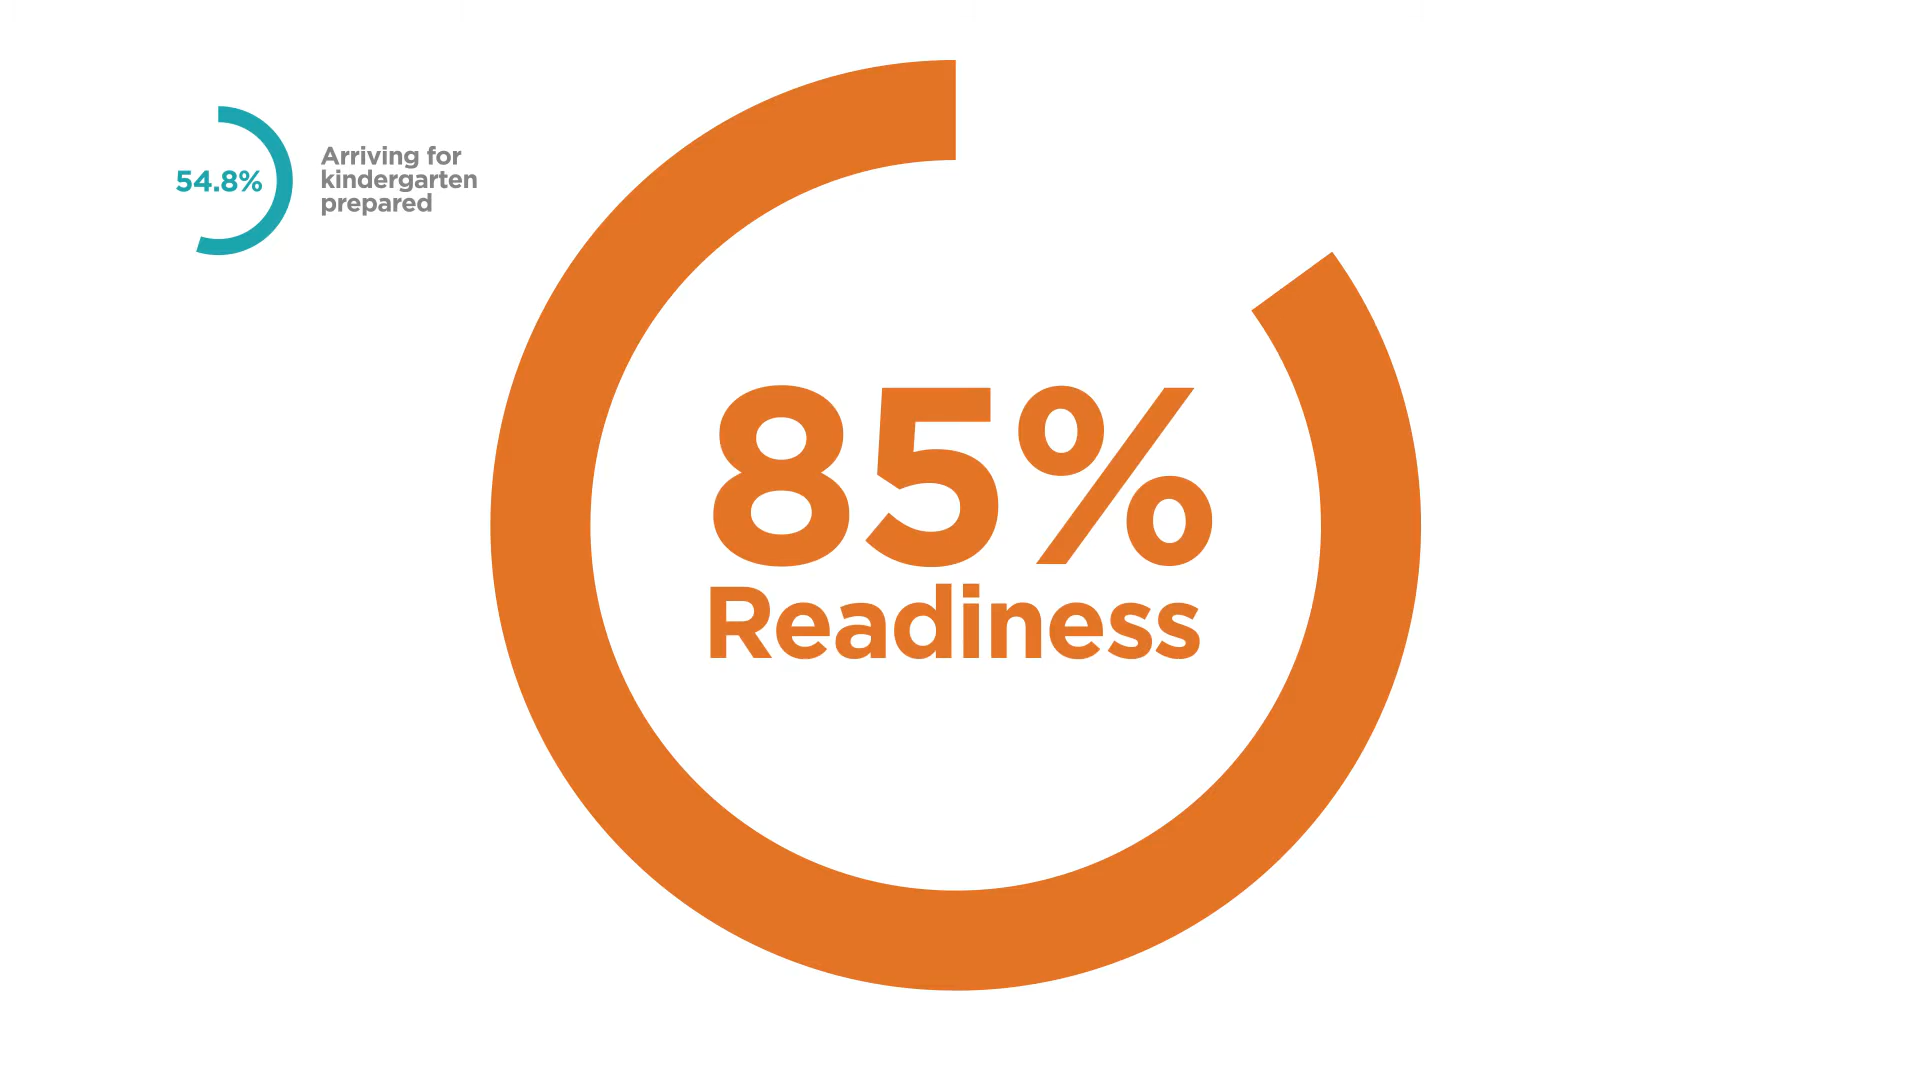 54.8%
Arriving for
kindergarten
prepared
85%
Readiness